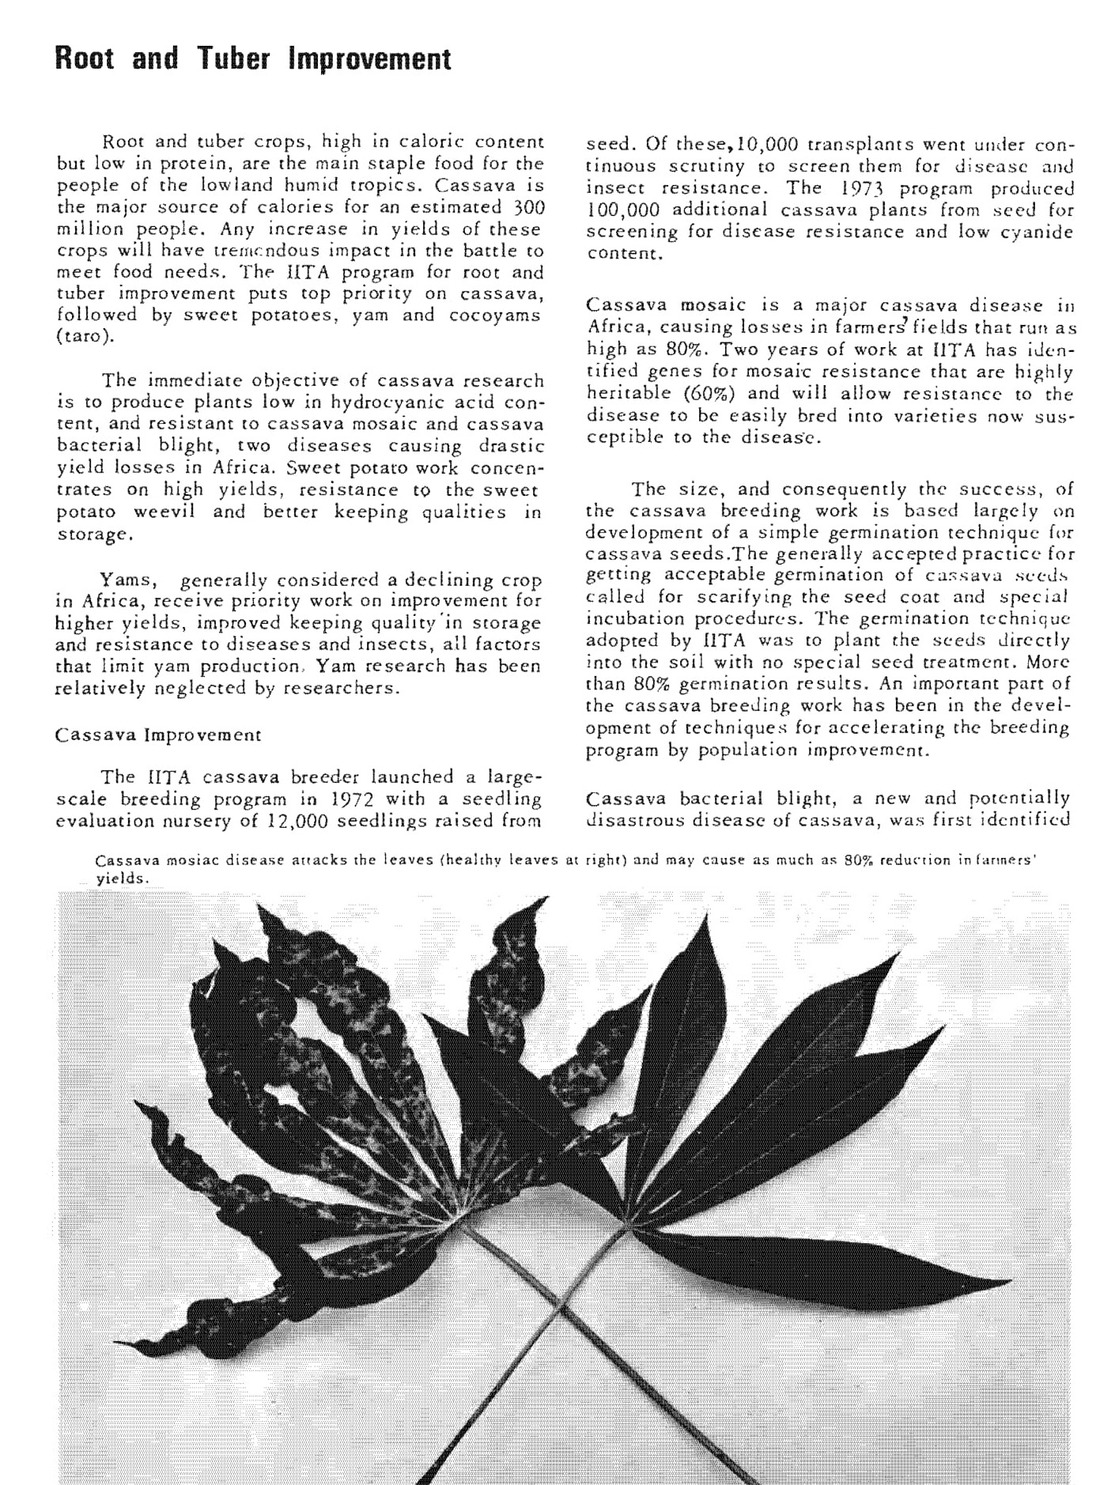 Root and Tuber Improvement
Root and tuber crops, high in caloric content
but low in protein, are the main staple food for the
people of the lowland humid tropics. Cassava is
the major source of calories for an estimated 300
million people. Any increase in yields of these
crops will have tremendous impact in the battle to
meet food needs. The IITA program for root and
tuber improvement puts top priority on cassava,
followed by sweet potatoes, yam and cocoyams
(taro).
The immediate objective of cassava research
is to produce plants low in hydrocyanic acid con-
tent, and resistant to cassava mosaic and cassava
bacterial blight, two diseases causing drastic
yield losses in Africa. Sweet potato work concen-
trates on high yields, resistance to the sweet
potato weevil and better keeping qualities in
storage.
Yams, generally considered a declining crop
in Africa, receive priority work on improvement for
higher yields, improved keeping quality in storage
and resistance to diseases and insects, all factors
that limit yam production. Yam research has been
relatively neglected by researchers.
Cassava Improvement
The IITA cassava breeder launched a large-
scale breeding program in 1972 with a seedling
evaluation nursery of 12,000 seedlings raised from
seed. Of these, 10,000 transplants went under con-
tinuous scrutiny to screen them for disease and
insect resistance. The 1973 program produced
100,000 additional cassava plants from seed for
screening for disease resistance and low cyanide
content.
Cassava mosaic is a major cassava disease in
Africa, causing losses in farmers' fields that run as
high as 80%. Two years of work at IITA has iden-
tified genes for mosaic resistance that are highly
heritable (60%) and will allow resistance to the
disease to be easily bred into varieties now sus-
ceptible to the disease.
The size, and consequently the success, of
the cassava breeding work is based largely on
development of a simple germination technique for
cassava seeds.The generally accepted practice for
getting acceptable germination of cassava seeds
called for scarifying the seed coat and special
incubation procedures. The germination technique
adopted by IITA was to plant the seeds directly
into the soil with no special seed treatment. More
than 80% germination results. An important part of
the cassava breeding work has been in the devel-
opment of techniques for accelerating the breeding
program by population improvement.
Cassava bacterial blight, a new and potentially
disastrous disease of cassava, was first identified
Cassava mosiac disease attacks the leaves (healthy leaves at right) and may cause as much as 80% reduction in farmers'
yields.